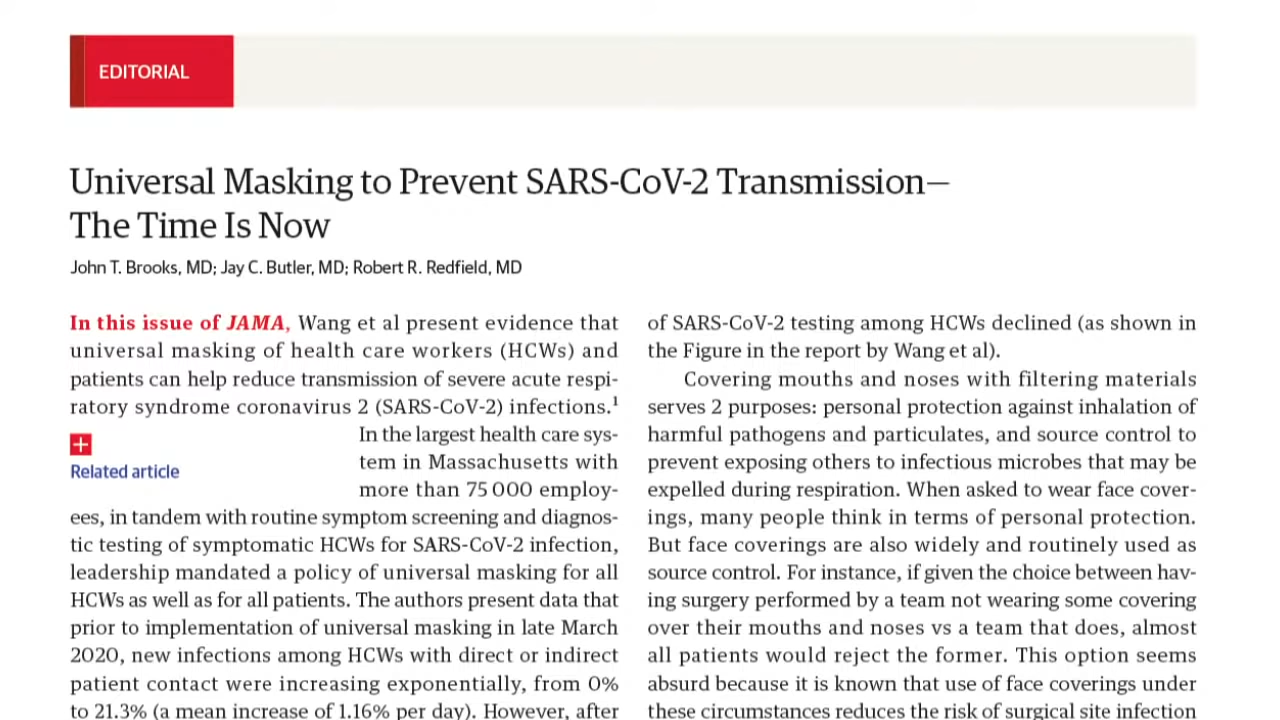 EDITORIAL
Universal Masking to Prevent SARS-CoV-2 Transmission—
The Time Is Now
John T. Brooks, MD; Jay C. Butler, MD; Robert R. Redfield, MD
In this issue of JAMA, Wang et al present evidence that
universal masking of health care workers (HCWs) and
patients can help reduce transmission of severe acute respi-
ratory syndrome coronavirus 2 (SARS-CoV-2) infections.¹
Related article
In the largest health care sys-
tem in Massachusetts with
more than 75 000 employ-
ees, in tandem with routine symptom screening and diagnos-
tic testing of symptomatic HCWs for SARS-CoV-2 infection,
leadership mandated a policy of universal masking for all
HCWs as well as for all patients. The authors present data that
prior to implementation of universal masking in late March
2020, new infections among HCWs with direct or indirect
patient contact were increasing exponentially, from 0%
to 21.3% (a mean increase of 1.16% per day). However, after
of SARS-CoV-2 testing among HCWs declined (as shown in
the Figure in the report by Wang et al).
Covering mouths and noses with filtering materials
serves 2 purposes: personal protection against inhalation of
harmful pathogens and particulates, and source control to
prevent exposing others to infectious microbes that may be
expelled during respiration. When asked to wear face cover-
ings, many people think in terms of personal protection.
But face coverings are also widely and routinely used as
source control. For instance, if given the choice between hav-
ing surgery performed by a team not wearing some covering
over their mouths and noses vs a team that does, almost
all patients would reject the former. This option seems
absurd because it is known that use of face coverings under
these circumstances reduces the risk of surgical site infection